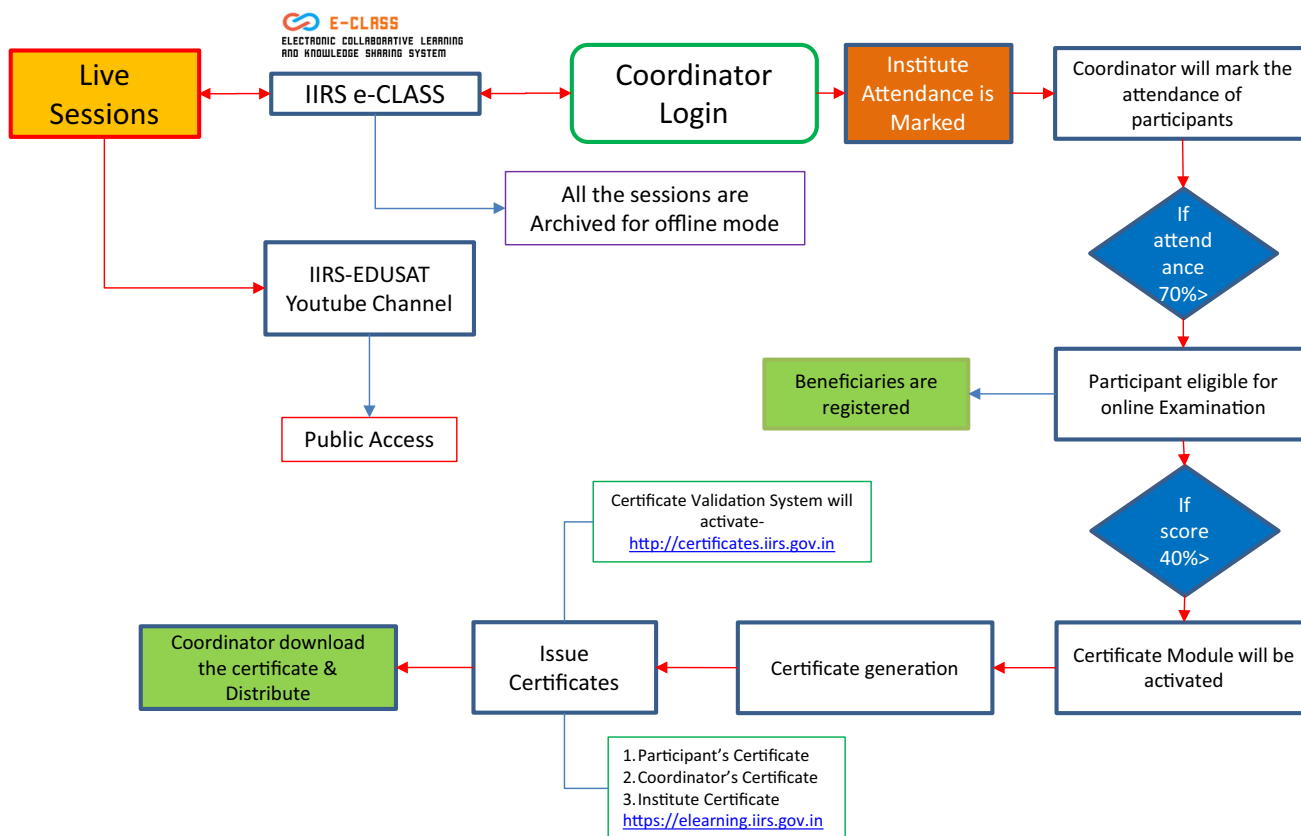 E-CLASS
ELECTRONIC COLLABORATIVE LEARNING
AND KNOWLEDGE SHARING SYSTEM
Live
Sessions
IIRS e-CLASS
Coordinator
Login
Institute
Attendance is
Marked
Coordinator will mark the
attendance of
participants
All the sessions are
Archived for offline mode
If
attend
ance
70%>
IIRS-EDUSAT
Youtube Channel
Beneficiaries are
registered
Participant eligible for
online Examination
Public Access
Certificate Validation System will
activate-
http://certificates.iirs.gov.in
If
score
40%>
Coordinator download
the certificate &
Distribute
Issue
Certificates
Certificate generation
Certificate Module will be
activated
1.Participant's Certificate
2.Coordinator's Certificate
3.Institute Certificate
https://elearning.iirs.gov.in